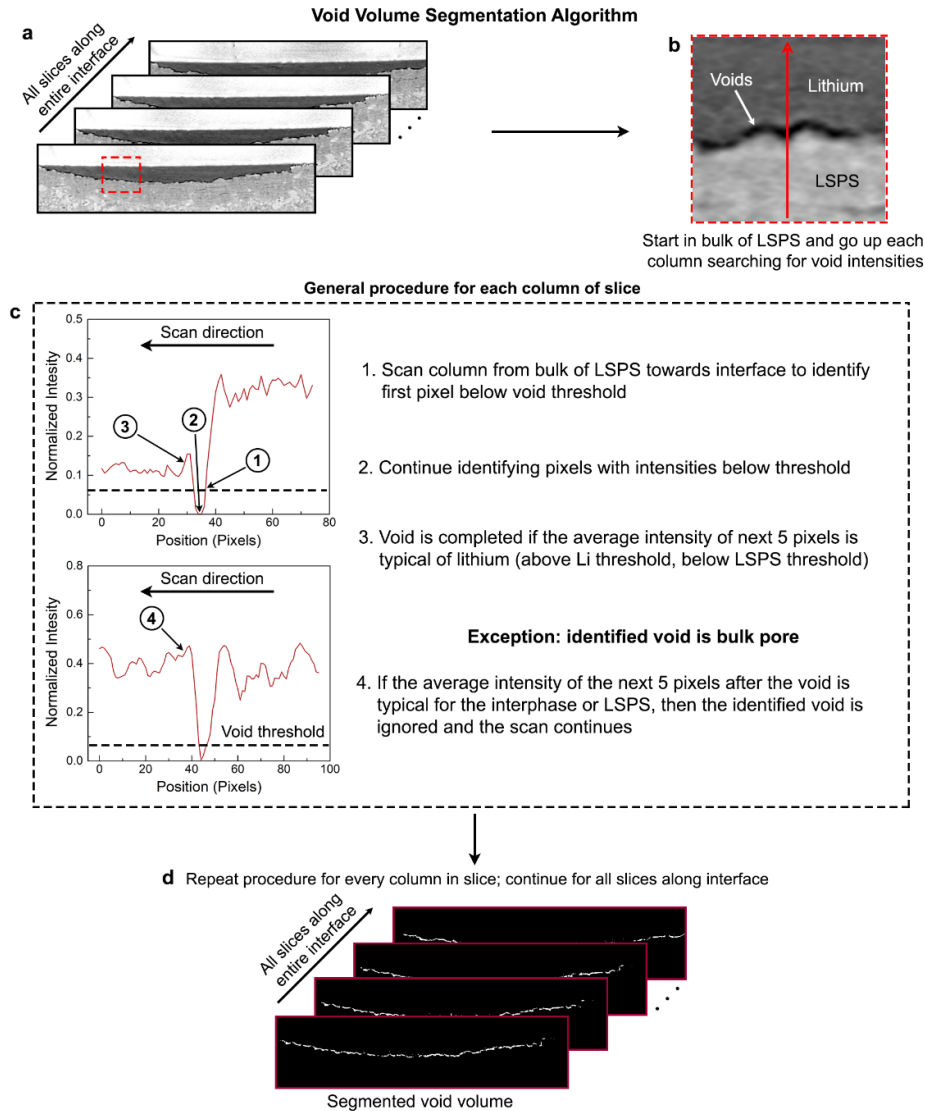 Void Volume Segmentation Algorithm
a
All slices along
entire interface
b
Voids
Lithium
LSPS
Start in bulk of LSPS and go up each
column searching for void intensities
General procedure for each column of slice
c
Normalized Intesity
0.5
0.4
0.3
0.2
0.1
0.0
Scan direction
3
2
1
0 20 40 60 80
Position (Pixels)
1. Scan column from bulk of LSPS towards interface to identify
first pixel below void threshold
2. Continue identifying pixels with intensities below threshold
3. Void is completed if the average intensity of next 5 pixels is
typical of lithium (above Li threshold, below LSPS threshold)
Normalized Intesity
0.8
0.6
0.4
0.2
0.0
Scan direction
4
Void threshold
0 20 40 60 80 100
Position (Pixels)
Exception: identified void is bulk pore
4. If the average intensity of the next 5 pixels after the void is
typical for the interphase or LSPS, then the identified void is
ignored and the scan continues
d Repeat procedure for every column in slice; continue for all slices along interface
All slices along
entire interface
Segmented void volume